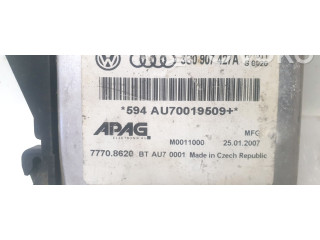 907 427A
*594 AU70019509+*
APAG
MFC
M0011000 25.01.2007
7770.8620 BT AU7 0001 Made in Czech Republic